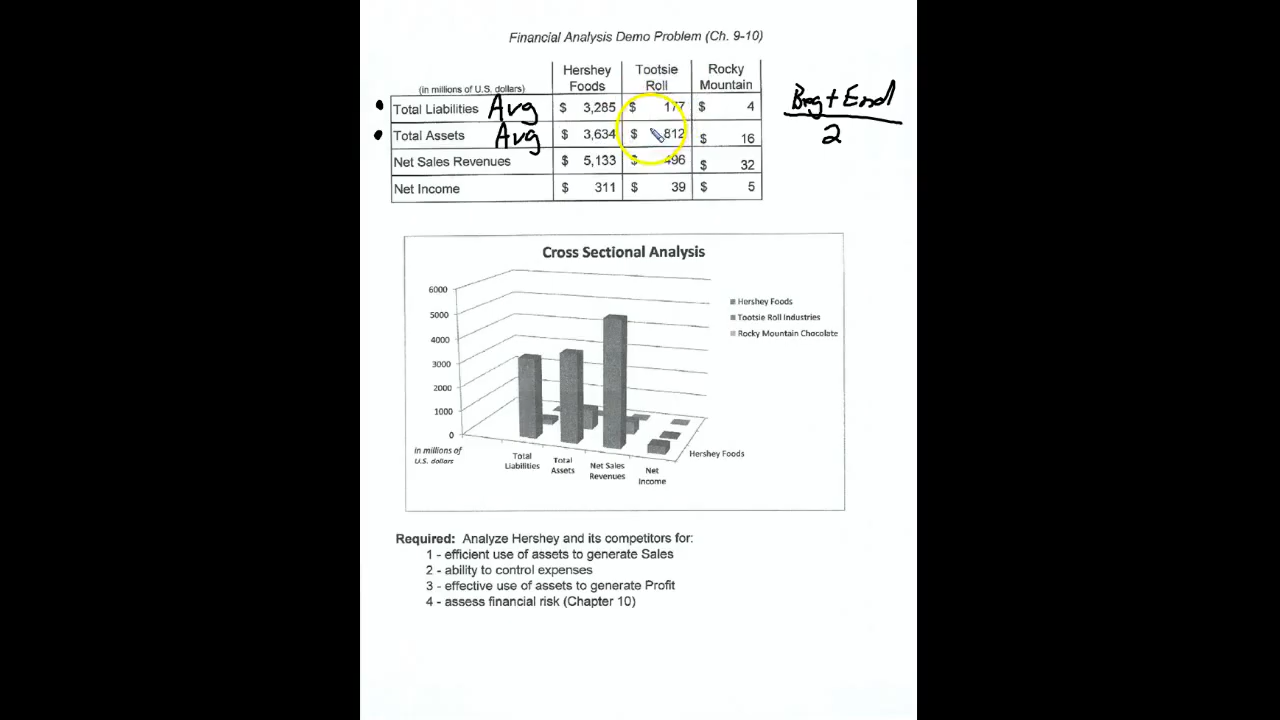 Financial Analysis Demo Problem (Ch. 9-10)
(in millions of U.S. dollars) Hershey Foods Tootsie Roll Rocky Mountain
Total Liabilities Avg $ 3,285 $ 177 $ 4
Total Assets Avg $ 3,634 $ 812 $ 16
Net Sales Revenues $ 5,133 $ 496 $ 32
Net Income $ 311 $ 39 $ 5
Beg + End
2
Cross Sectional Analysis
6000
5000
4000
3000
2000
1000
0
in millions of
U.S. dollars
Total Liabilities
Total Assets
Net Sales Revenues
Net Income
Hershey Foods
Hershey Foods
Tootsie Roll Industries
Rocky Mountain Chocolate
Required: Analyze Hershey and its competitors for:
1 - efficient use of assets to generate Sales
2 - ability to control expenses
3 - effective use of assets to generate Profit
4 - assess financial risk (Chapter 10)